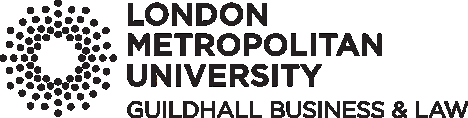 LONDON
METROPOLITAN
UNIVERSITY
GUILDHALL BUSINESS & LAW